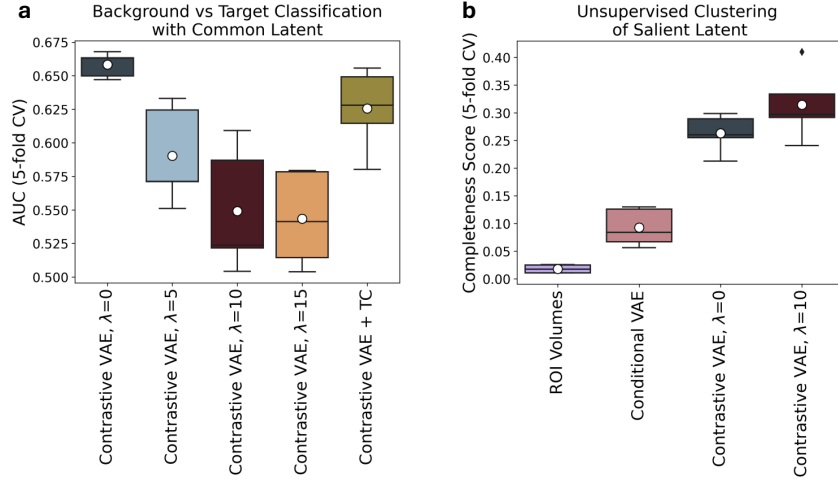 a
Background vs Target Classification
with Common Latent
AUC (5-fold CV)
0.675
0.650
0.625
0.600
0.575
0.550
0.525
0.500
Contrastive VAE, λ=0
Contrastive VAE, λ=5
Contrastive VAE, λ=10
Contrastive VAE, λ=15
Contrastive VAE + TC
b
Unsupervised Clustering
of Salient Latent
Completeness Score (5-fold CV)
0.40
0.35
0.30
0.25
0.20
0.15
0.10
0.05
0.00
ROI Volumes
Conditional VAE
Contrastive VAE, λ=0
Contrastive VAE, λ=10